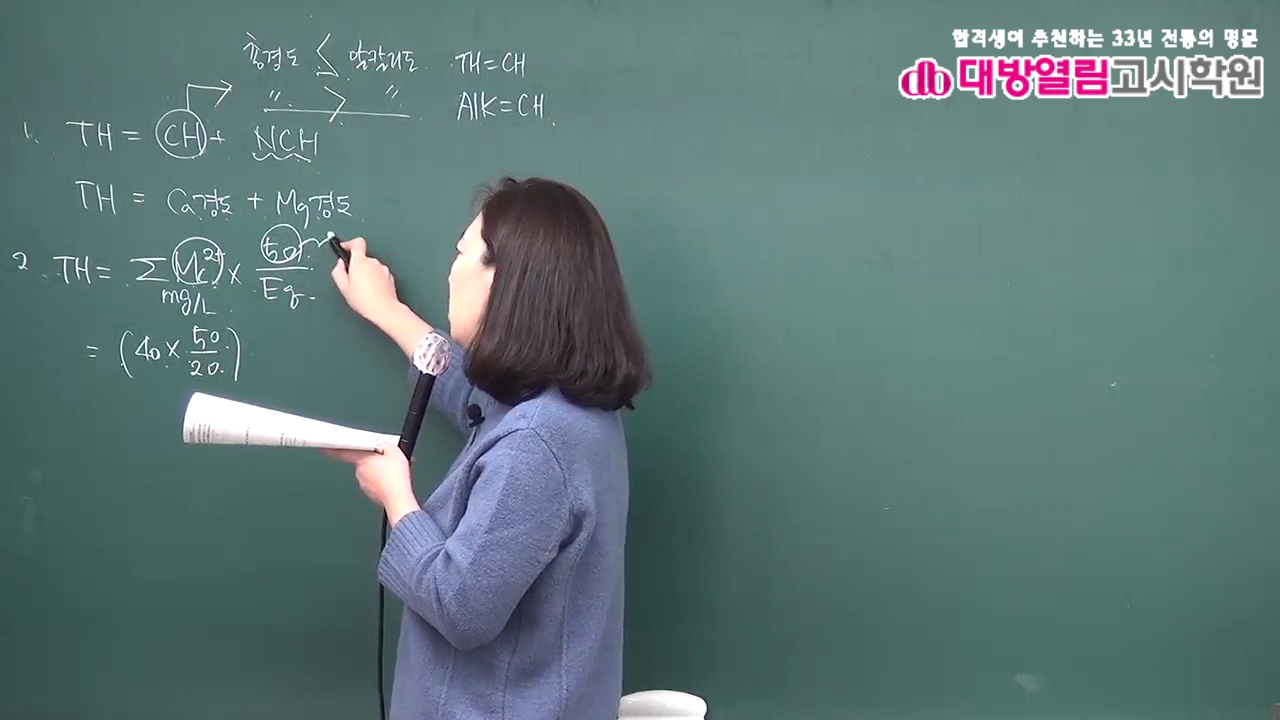 합격생이 추천하는 33년 전통의 명문
대방열림고시학원
총경도 < 알칼리도 TH=CH
〃 > 〃 Alk=CH
1. TH = CH + NCH
TH = Ca경도 + Mg경도
2. TH = Σ Mc²⁺ × 50/Eq.
mg/L
= (40 × 50/20)